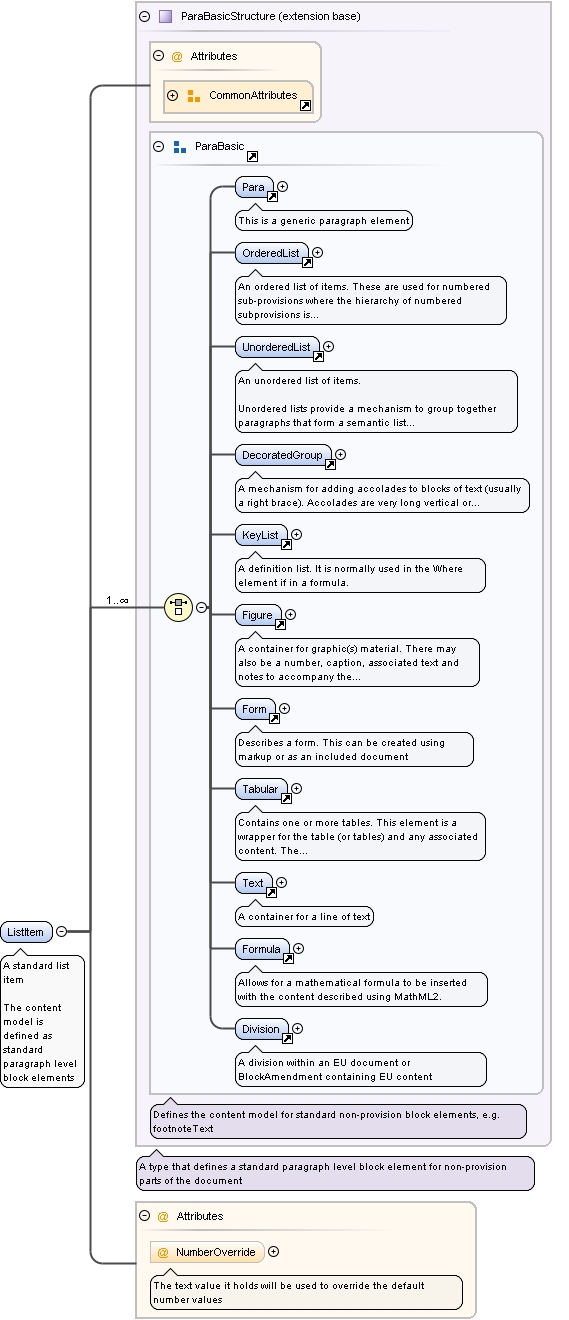 ParaBasicStructure (extension base)
@ Attributes
CommonAttributes
ParaBasic
Para
This is a generic paragraph element
OrderedList
An ordered list of items. These are used for numbered
sub-provisions where the hierarchy of numbered
subprovisions is...
UnorderedList
An unordered list of items.
Unordered lists provide a mechanism to group together
paragraphs that form a semantic list...
DecoratedGroup
A mechanism for adding accolades to blocks of text (usually
a right brace). Accolades are very long vertical or...
KeyList
A definition list. It is normally used in the Where
element if in a formula.
1..∞
Figure
A container for graphic(s) material. There may
also be a number, caption, associated text and
notes to accompany the...
Form
Describes a form. This can be created using
markup or as an included document
Tabular
Contains one or more tables. This element is a
wrapper for the table (or tables) and any associated
content. The...
Text
A container for a line of text
ListItem
A standard list
item
The content
model is
defined as
standard
paragraph level
block elements
Formula
Allows for a mathematical formula to be inserted
with the content described using MathML2.
Division
A division within an EU document or
BlockAmendment containing EU content
Defines the content model for standard non-provision block elements, e.g.
footnoteText
A type that defines a standard paragraph level block element for non-provision
parts of the document
@ Attributes
@ NumberOverride
The text value it holds will be used to override the default
number values